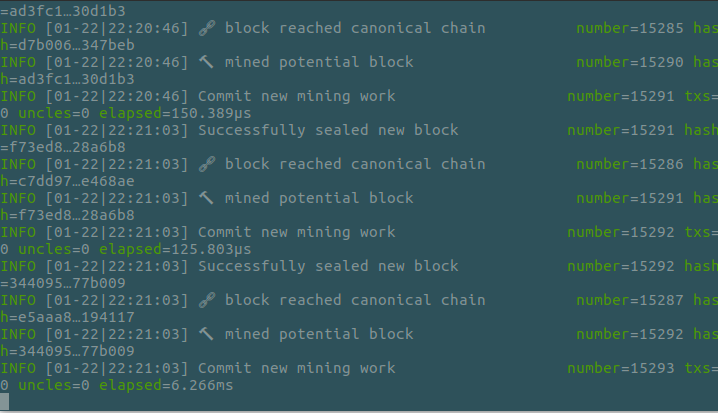 =ad3fc1…30d1b3
INFO [01-22|22:20:46] 🔗 block reached canonical chain number=15285 has
h=d7b006…347beb
INFO [01-22|22:20:46] 🔨 mined potential block number=15290 has
h=ad3fc1…30d1b3
INFO [01-22|22:20:46] Commit new mining work number=15291 txs=
0 uncles=0 elapsed=150.389µs
INFO [01-22|22:21:03] Successfully sealed new block number=15291 hash
=f73ed8…28a6b8
INFO [01-22|22:21:03] 🔗 block reached canonical chain number=15286 has
h=c7dd97…e468ae
INFO [01-22|22:21:03] 🔨 mined potential block number=15291 has
h=f73ed8…28a6b8
INFO [01-22|22:21:03] Commit new mining work number=15292 txs=
0 uncles=0 elapsed=125.803µs
INFO [01-22|22:21:03] Successfully sealed new block number=15292 hash
=344095…77b009
INFO [01-22|22:21:03] 🔗 block reached canonical chain number=15287 has
h=e5aaa8…194117
INFO [01-22|22:21:03] 🔨 mined potential block number=15292 has
h=344095…77b009
INFO [01-22|22:21:03] Commit new mining work number=15293 txs=
0 uncles=0 elapsed=6.266ms